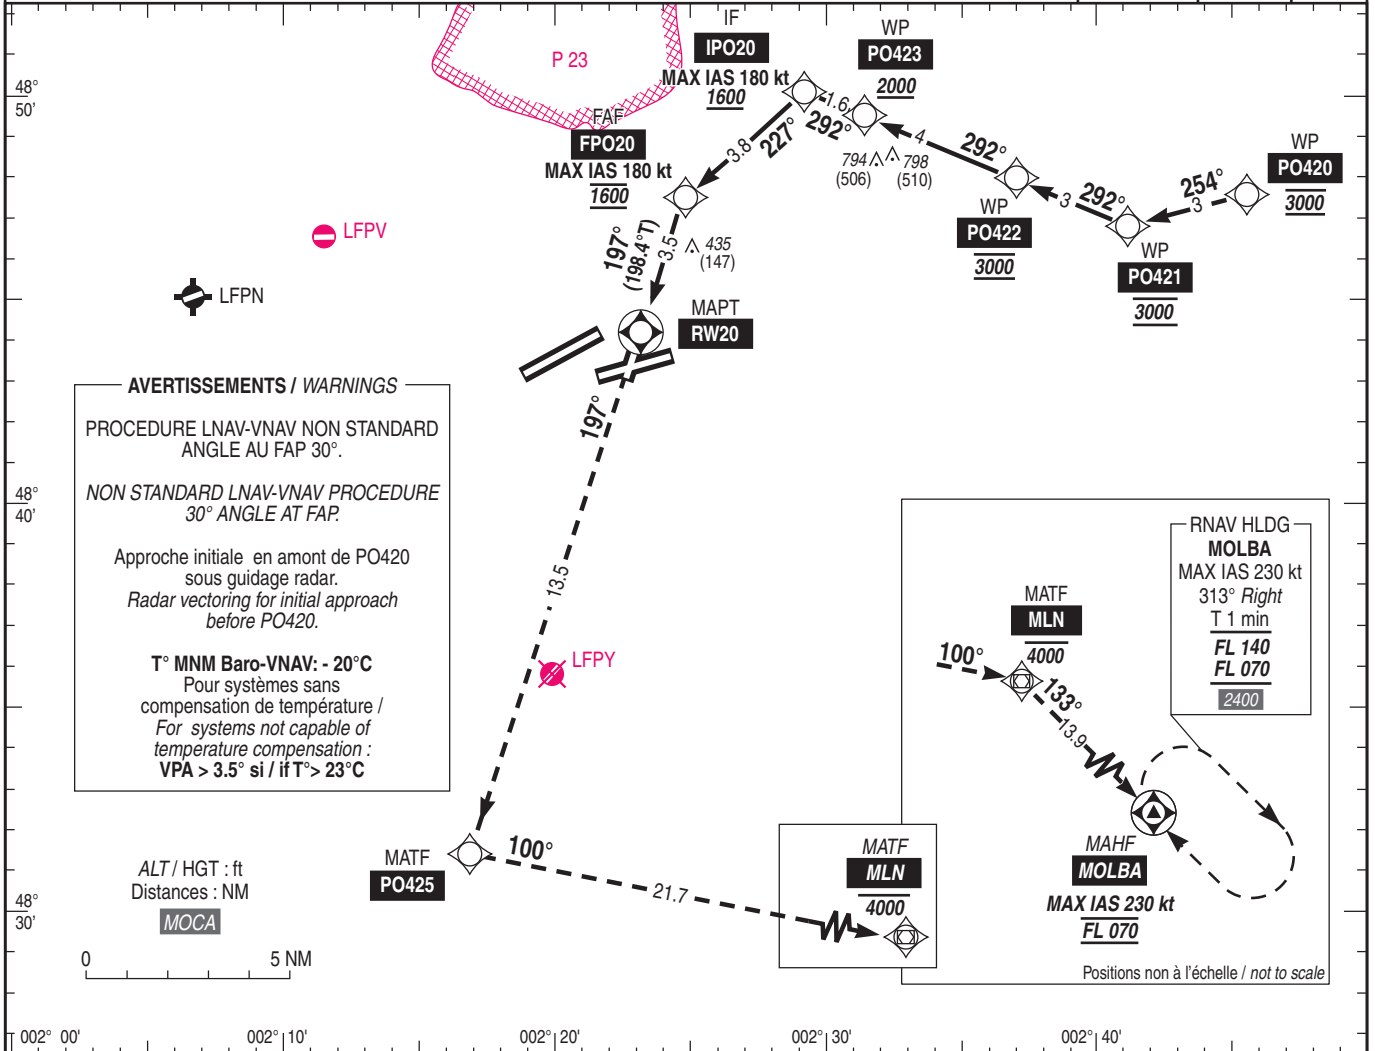 IF
IPO20
MAX IAS 180 kt
1600
WP
PO423
2000
P 23
48°
50'
FAF
FPO20
MAX IAS 180 kt
1600
3.8
227°
1.6
292°
4
292°
794
(506)
798
(510)
WP
PO420
3000
254°
3
292°
3
WP
PO422
3000
WP
PO421
3000
LFPV
LFPN
197°
(198.4°T)
3.5
435
(147)
MAPT
RW20
197°
13.5
AVERTISSEMENTS / WARNINGS
PROCEDURE LNAV-VNAV NON STANDARD
ANGLE AU FAP 30°.
NON STANDARD LNAV-VNAV PROCEDURE
30° ANGLE AT FAP.
Approche initiale en amont de PO420
sous guidage radar.
Radar vectoring for initial approach
before PO420.
T° MNM Baro-VNAV: - 20°C
Pour systèmes sans
compensation de température /
For systems not capable of
temperature compensation :
VPA > 3.5° si / if T°> 23°C
48°
40'
LFPY
RNAV HLDG
MOLBA
MAX IAS 230 kt
313° Right
T 1 min
FL 140
FL 070
2400
MATF
MLN
4000
100°
133°
13.9
MAHF
MOLBA
MAX IAS 230 kt
FL 070
Positions non à l'échelle / not to scale
MATF
PO425
100°
21.7
MATF
MLN
4000
ALT / HGT : ft
Distances : NM
MOCA
0 5 NM
48°
30'
002° 00' 002° 10' 002° 20' 002° 30' 002° 40'